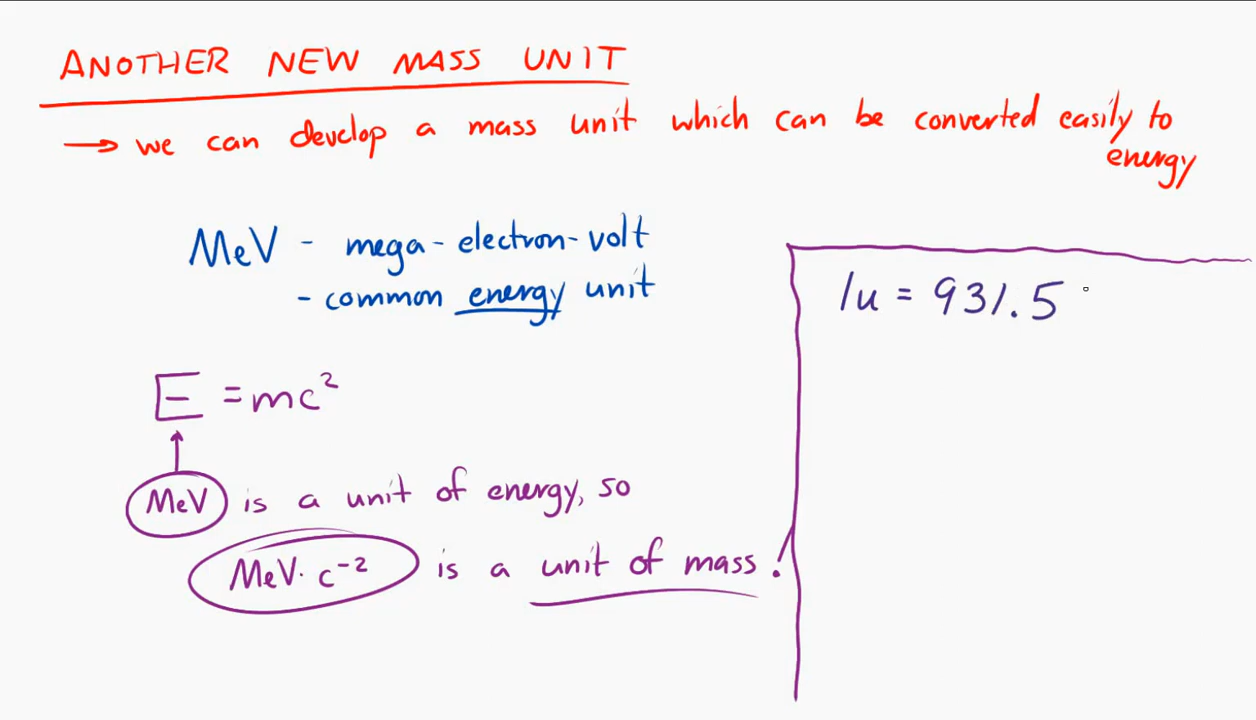 ANOTHER NEW MASS UNIT
→ we can develop a mass unit which can be converted easily to
energy
MeV - mega-electron-volt
- common energy unit
E = mc²
MeV is a unit of energy, so
MeV·c⁻² is a unit of mass!
1u = 931.5